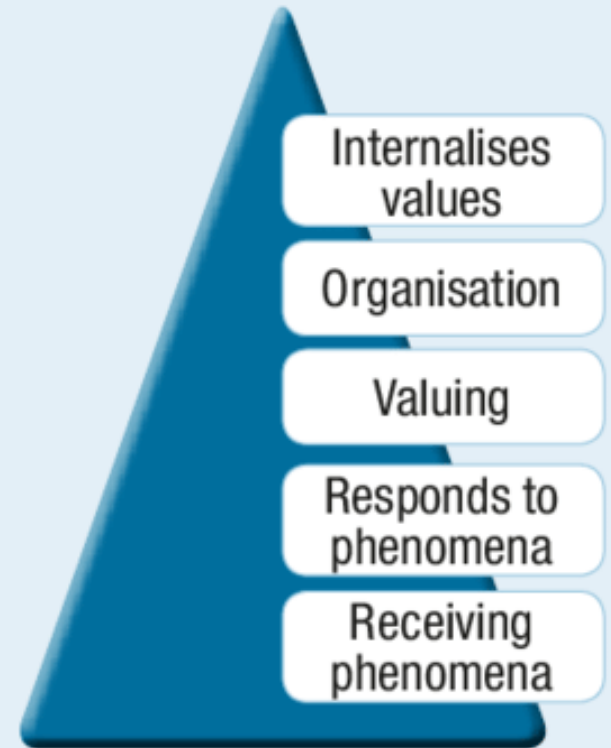 Internalises
values
Organisation
Valuing
Responds to
phenomena
Receiving
phenomena